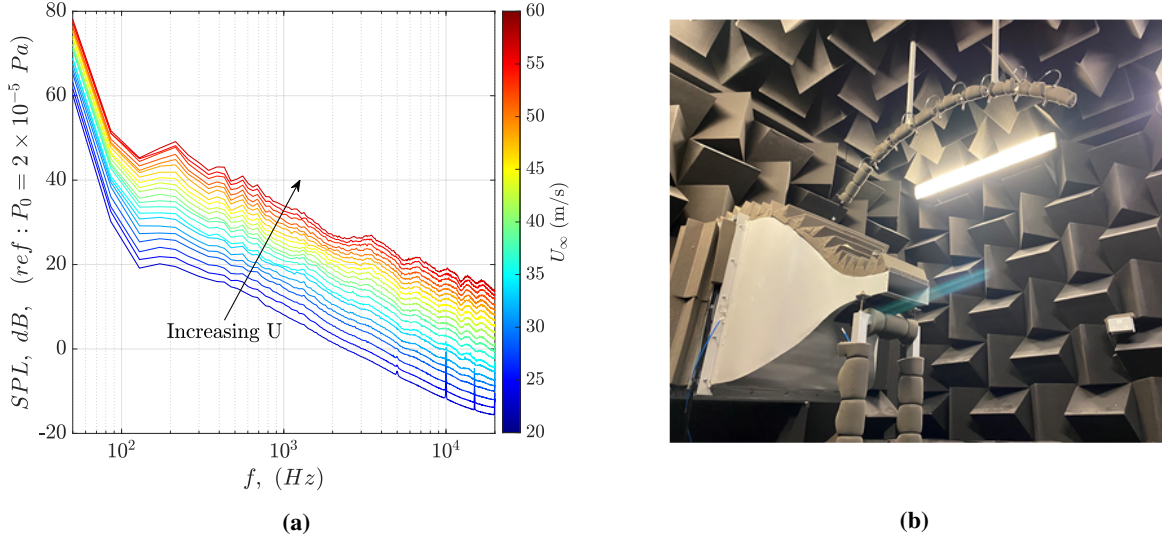 80
60
40
20
0
-20
SPL, dB, (ref : P₀ = 2 × 10⁻⁵ Pa)
10² 10³ 10⁴
f, (Hz)
Increasing U
60
55
50
45
40
35
30
25
20
U∞ (m/s)
(a)
(b)